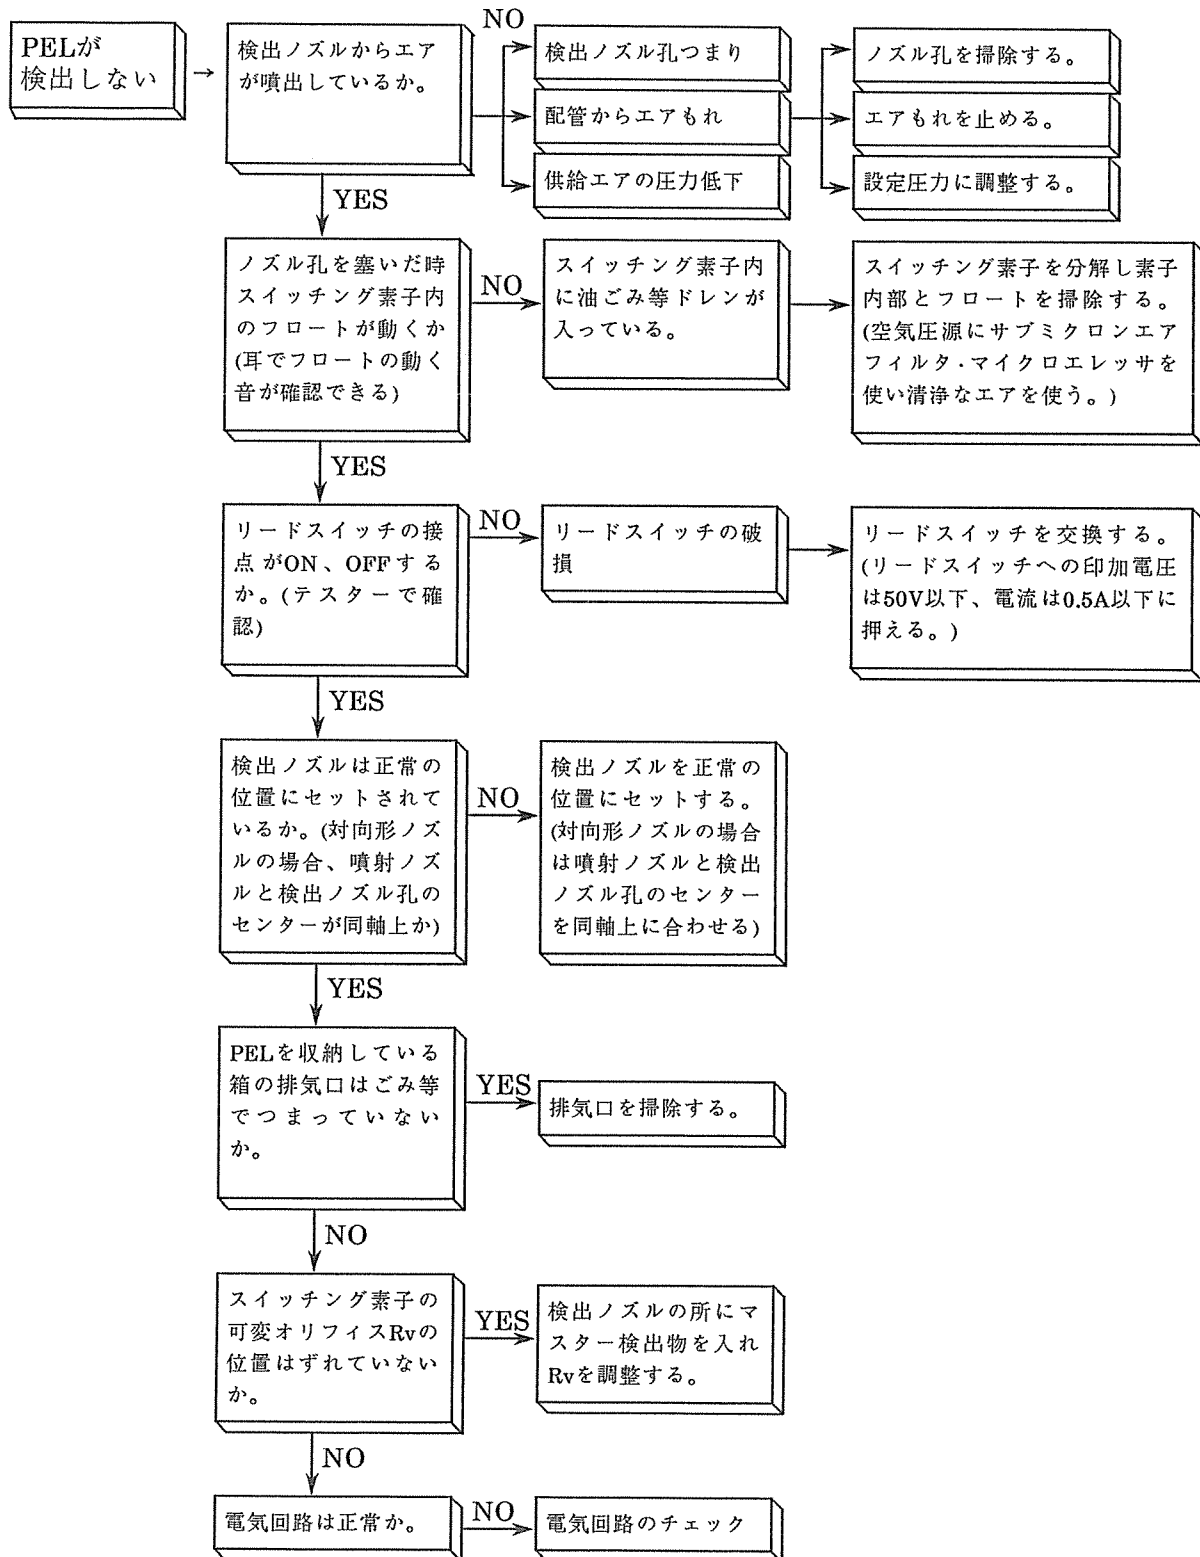 PELが
検出しない
→
検出ノズルからエア
が噴出しているか。
NO
検出ノズル孔つまり
配管からエアもれ
供給エアの圧力低下
ノズル孔を掃除する。
エアもれを止める。
設定圧力に調整する。
YES
ノズル孔を塞いだ時
スイッチング素子内
のフロートが動くか
(耳でフロートの動く
音が確認できる)
NO
スイッチング素子内
に油ごみ等ドレンが
入っている。
スイッチング素子を分解し素子
内部とフロートを掃除する。
(空気圧源にサブミクロンエア
フィルタ・マイクロエレッサを
使い清浄なエアを使う。)
YES
リードスイッチの接
点がON、OFFする
か。(テスターで確
認)
NO
リードスイッチの破
損
リードスイッチを交換する。
(リードスイッチへの印加電圧
は50V以下、電流は0.5A以下に
押える。)
YES
検出ノズルは正常の
位置にセットされて
いるか。(対向形ノズ
ルの場合、噴射ノズ
ルと検出ノズル孔の
センターが同軸上か)
NO
検出ノズルを正常の
位置にセットする。
(対向形ノズルの場合
は噴射ノズルと検出
ノズル孔のセンター
を同軸上に合わせる)
YES
PELを収納している
箱の排気口はごみ等
でつまっていない
か。
YES
排気口を掃除する。
NO
スイッチング素子の
可変オリフィスRvの
位置はずれていない
か。
YES
検出ノズルの所にマ
スター検出物を入れ
Rvを調整する。
NO
電気回路は正常か。
NO
電気回路のチェック